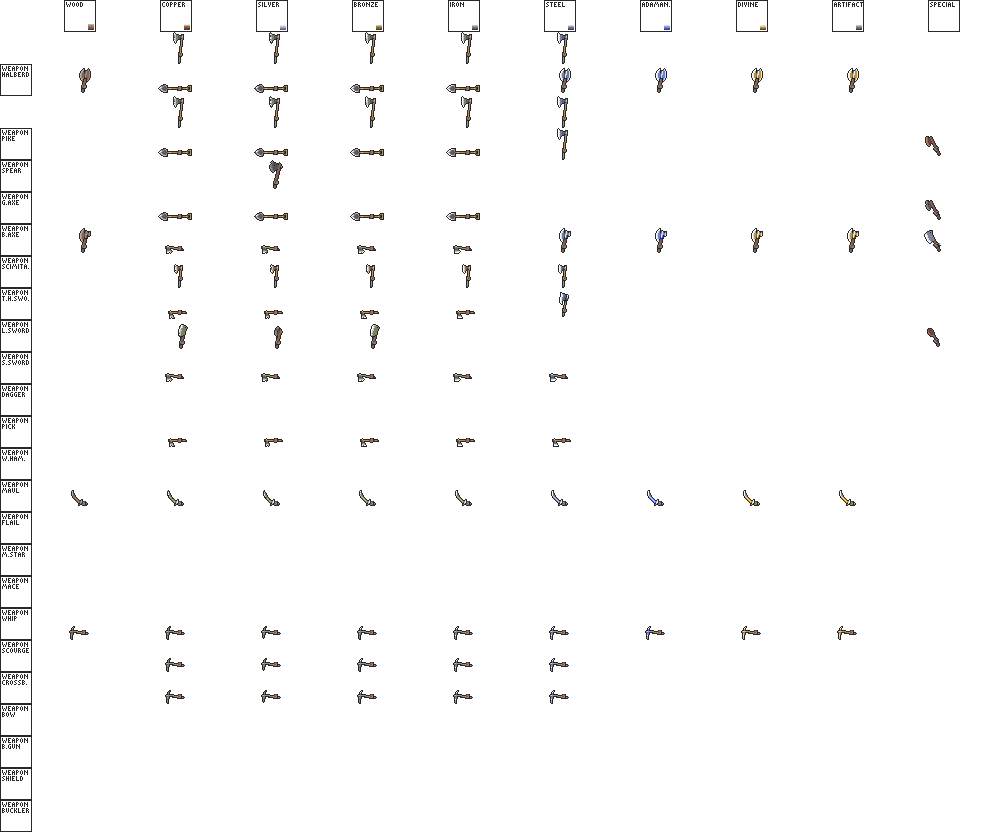 WOOD
COPPER
SILVER
BRONZE
IRON
STEEL
ADAMAN.
DIVINE
ARTIFACT
SPECIAL
WEAPON
HALBERD
WEAPON
PIKE
WEAPON
SPEAR
WEAPON
G.AXE
WEAPON
B.AXE
WEAPON
SCIMITA.
WEAPON
T.H.SWO.
WEAPON
L.SWORD
WEAPON
S.SWORD
WEAPON
DAGGER
WEAPON
PICK
WEAPON
W.HAM.
WEAPON
MAUL
WEAPON
FLAIL
WEAPON
M.STAR
WEAPON
MACE
WEAPON
WHIP
WEAPON
SCOURGE
WEAPON
CROSSB.
WEAPON
BOW
WEAPON
B.GUN
WEAPON
SHIELD
WEAPON
BUCKLER